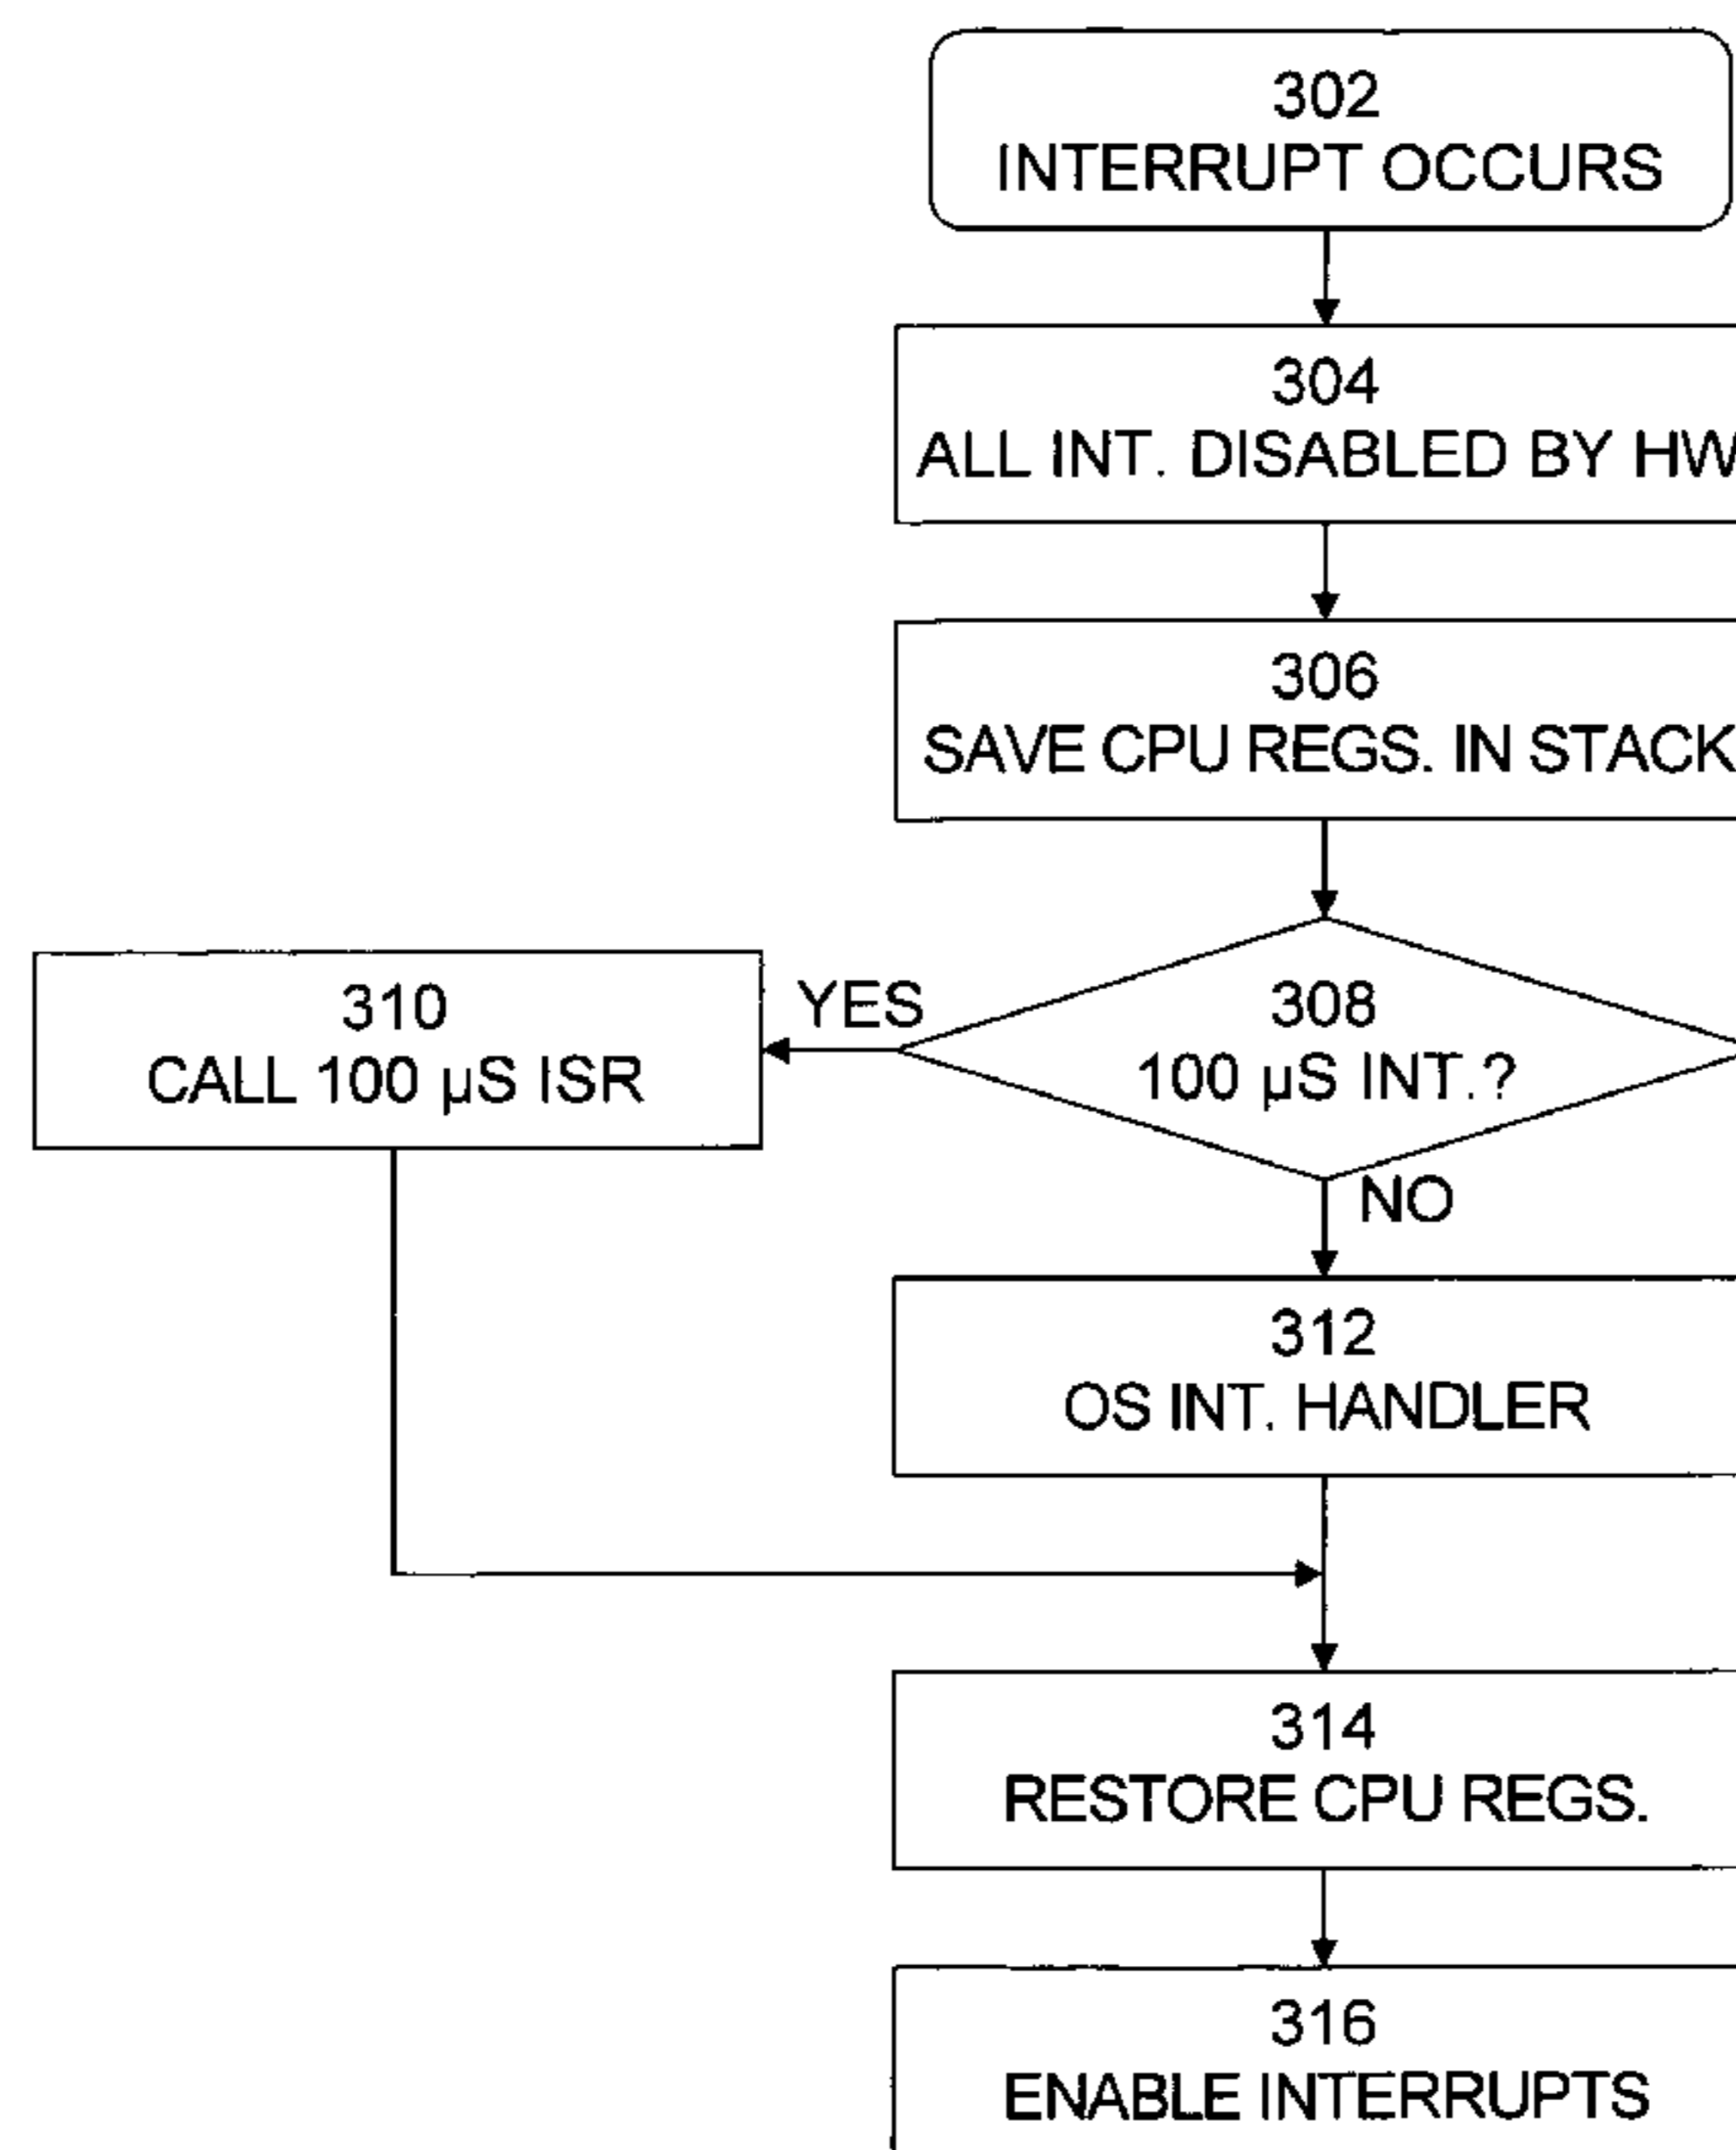 302
INTERRUPT OCCURS
304
ALL INT. DISABLED BY HW
306
SAVE CPU REGS. IN STACK
308
100 µS INT.?
YES
310
CALL 100 µS ISR
NO
312
OS INT. HANDLER
314
RESTORE CPU REGS.
316
ENABLE INTERRUPTS